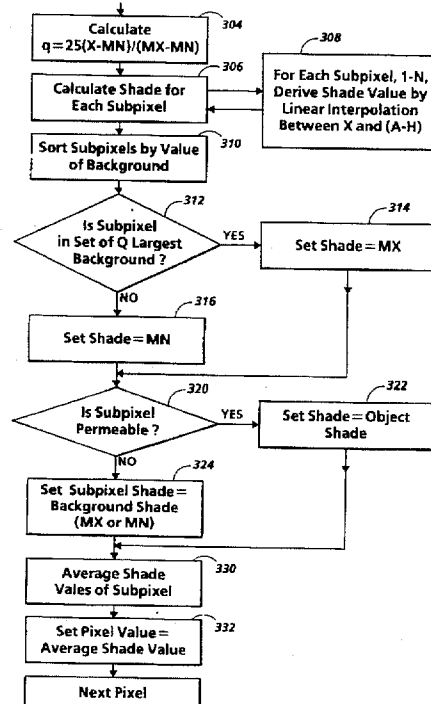 Calculate
q=25(X-MN)/(MX-MN)
304
308
306
Calculate Shade for
Each Subpixel
For Each Subpixel, 1-N,
Derive Shade Value by
Linear Interpolation
Between X and (A-H)
310
Sort Subpixels by Value
of Background
312
Is Subpixel
in Set of Q Largest
Background ?
YES
314
Set Shade = MX
NO
316
Set Shade = MN
320
Is Subpixel
Permeable ?
YES
322
Set Shade = Object
Shade
NO
324
Set Subpixel Shade =
Background Shade
(MX or MN)
330
Average Shade
Vales of Subpixel
332
Set Pixel Value =
Average Shade Value
Next Pixel